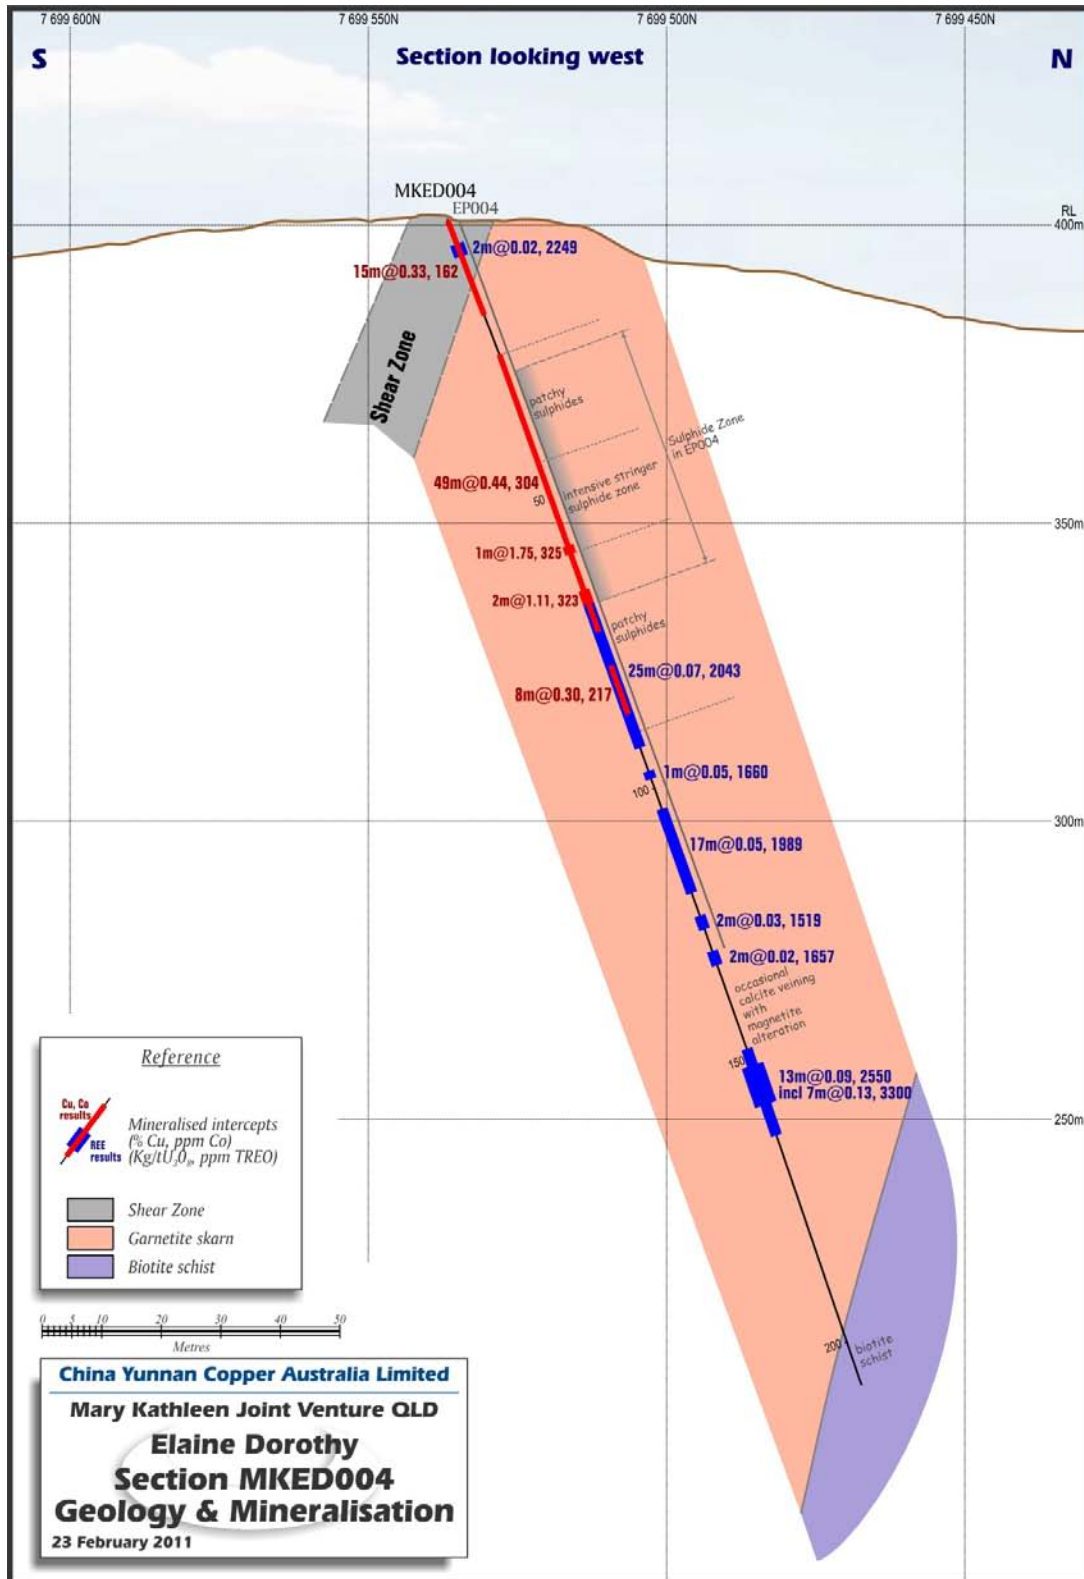 7 699 600N
7 699 550N
7 699 500N
7 699 450N
S
Section looking west
N
MKED004
EP004
RL
400m
2m@0.02, 2249
15m@0.33, 162
Shear Zone
patchy
sulphides
Sulphide Zone
in EP004
49m@0.44, 304
50
intensive stringer
sulphide zone
350m
1m@1.75, 325
2m@1.11, 323
patchy
sulphides
25m@0.07, 2043
8m@0.30, 217
1m@0.05, 1660
100
300m
17m@0.05, 1989
2m@0.03, 1519
2m@0.02, 1657
occasional
calcite veining
with
magnetite
alteration
150
13m@0.09, 2550
incl 7m@0.13, 3300
250m
200
biotite
schist
Reference
Cu, Co
results
REE
results
Mineralised intercepts
(% Cu, ppm Co)
(Kg/tU₃O₈, ppm TREO)
Shear Zone
Garnetite skarn
Biotite schist
0 5 10 20 30 40 50
Metres
China Yunnan Copper Australia Limited
Mary Kathleen Joint Venture QLD
Elaine Dorothy
Section MKED004
Geology & Mineralisation
23 February 2011